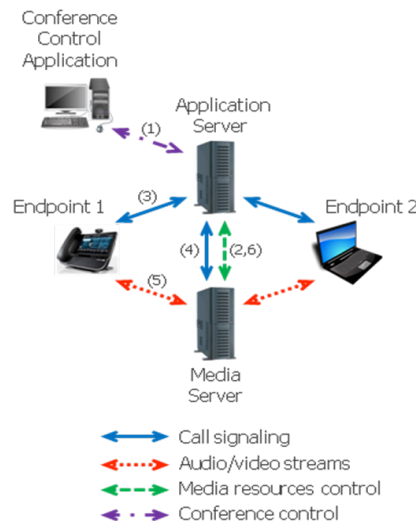 Conference
Control
Application
Application
Server
(1)
(3)
Endpoint 1
Endpoint 2
(4)
(2,6)
(5)
Media
Server
Call signaling
Audio/video streams
Media resources control
Conference control